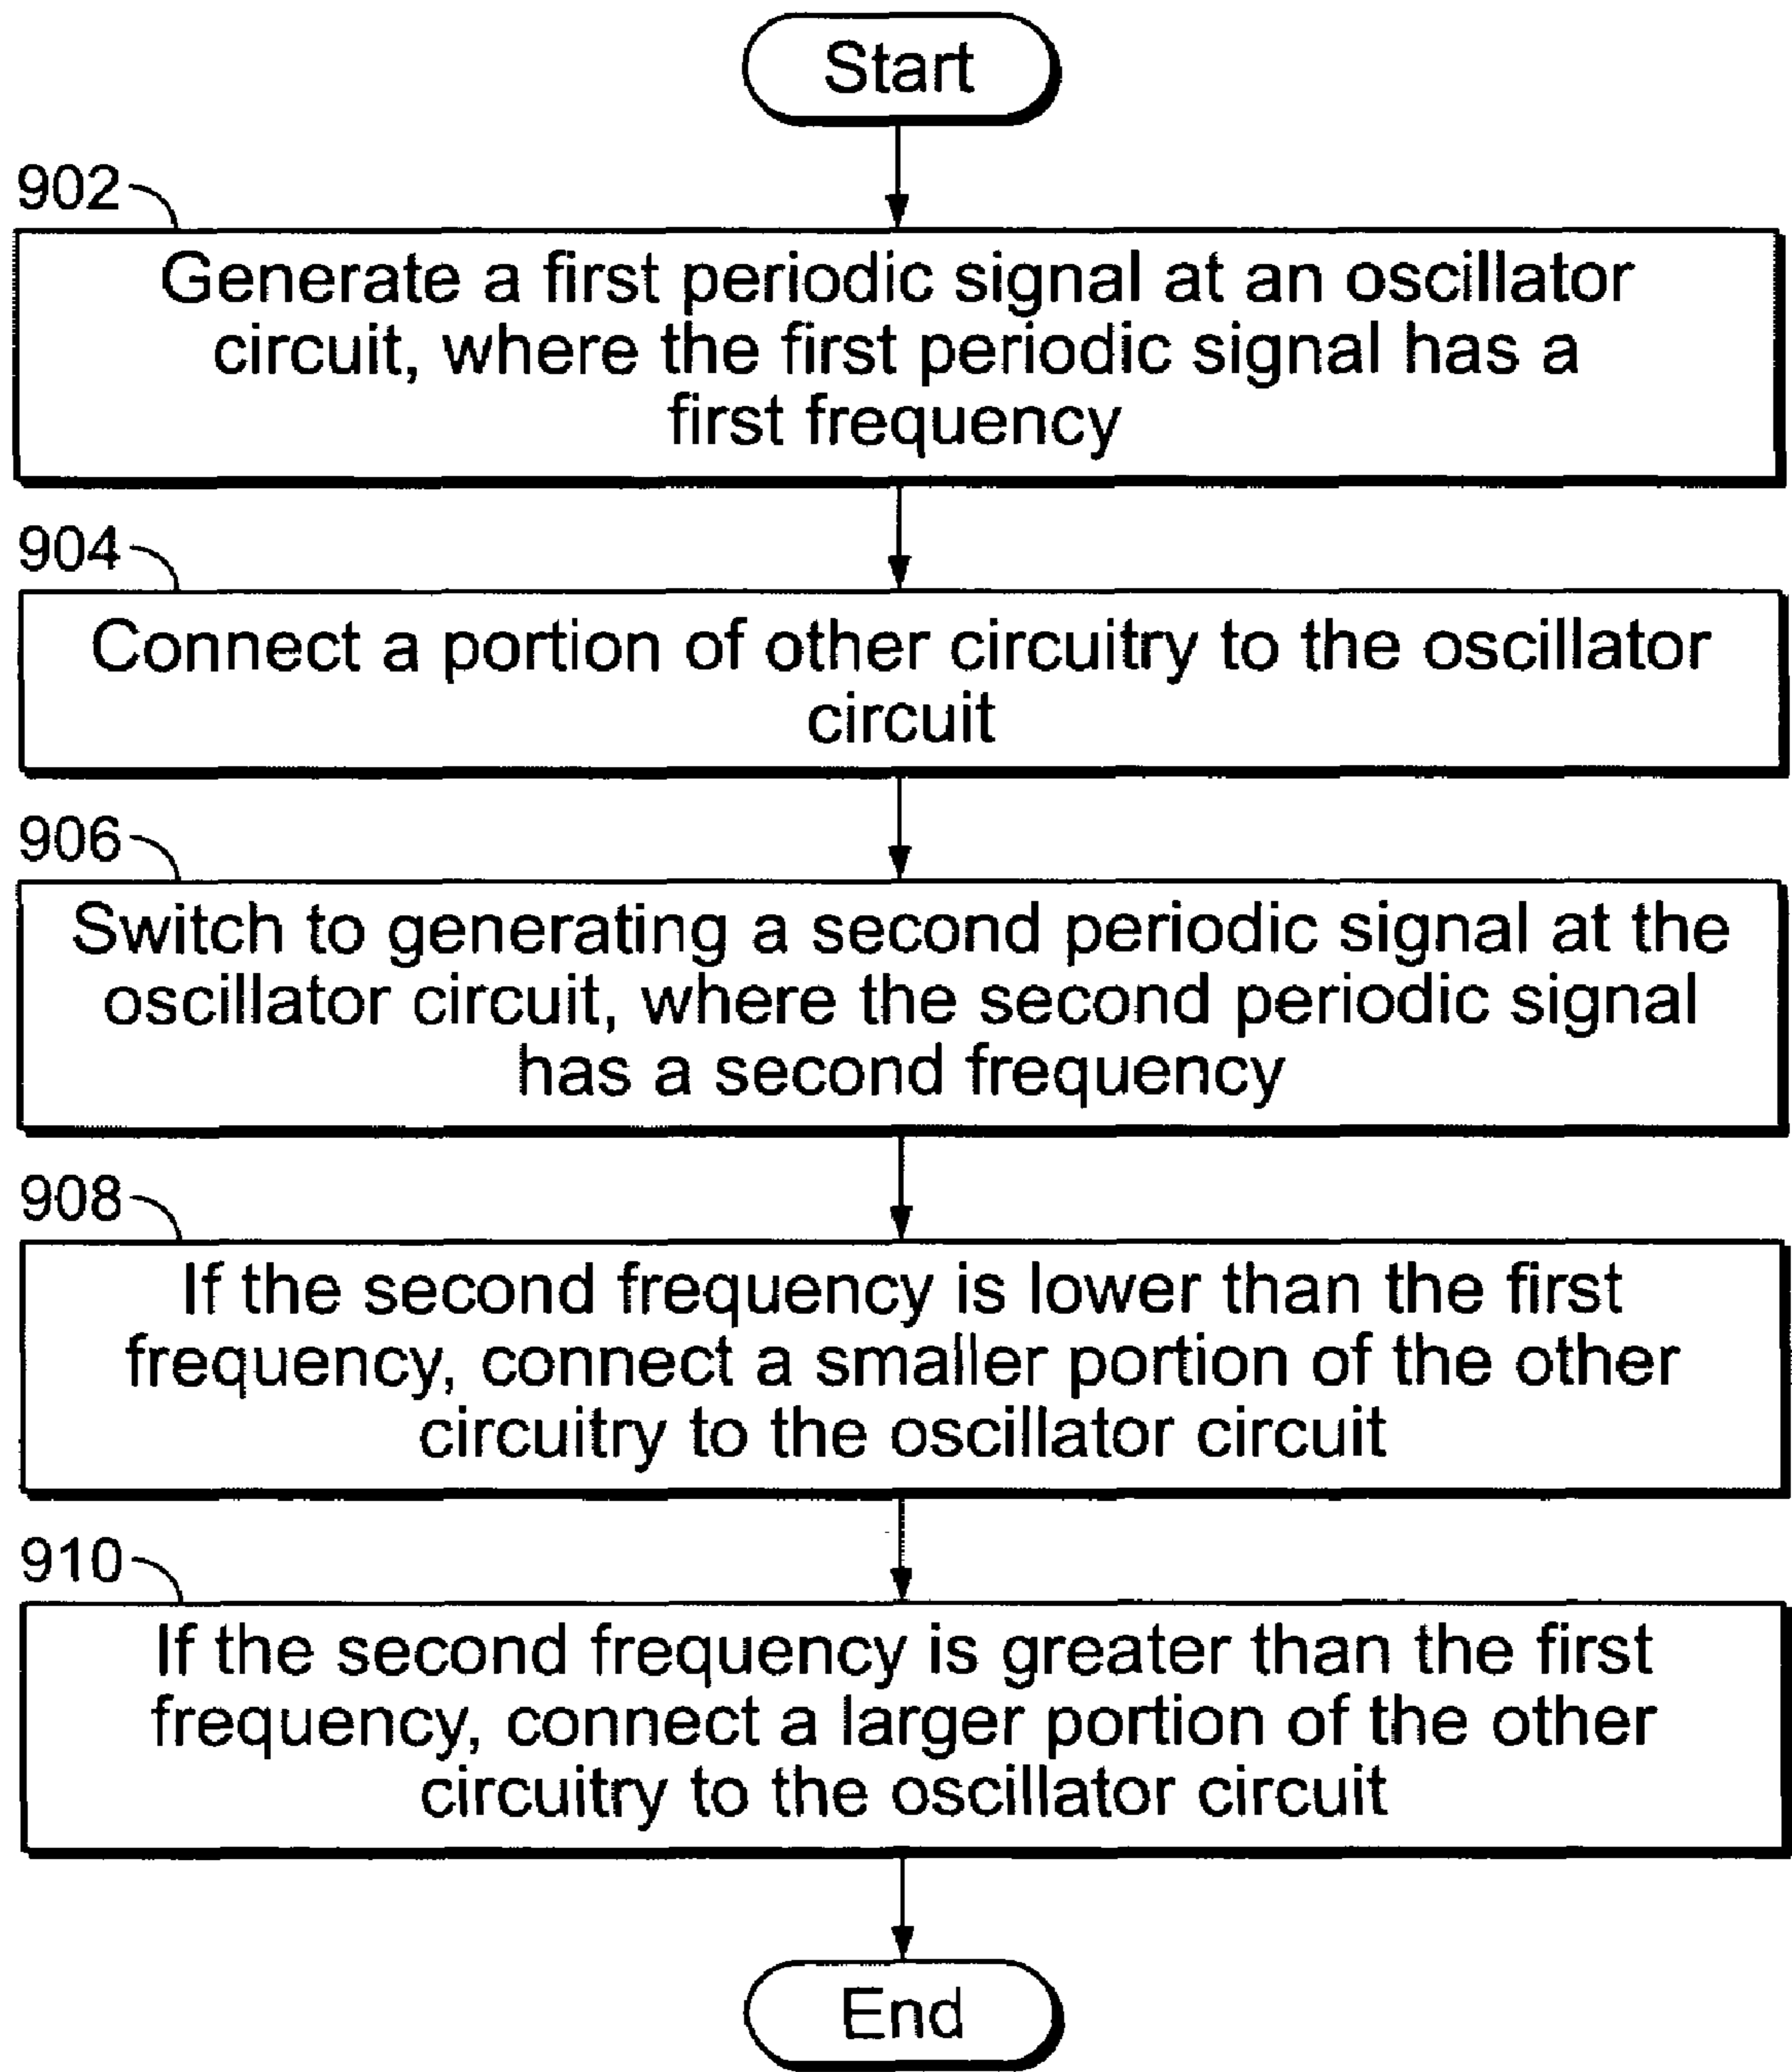 Start
902
Generate a first periodic signal at an oscillator
circuit, where the first periodic signal has a
first frequency
904
Connect a portion of other circuitry to the oscillator
circuit
906
Switch to generating a second periodic signal at the
oscillator circuit, where the second periodic signal
has a second frequency
908
If the second frequency is lower than the first
frequency, connect a smaller portion of the other
circuitry to the oscillator circuit
910
If the second frequency is greater than the first
frequency, connect a larger portion of the other
circuitry to the oscillator circuit
End